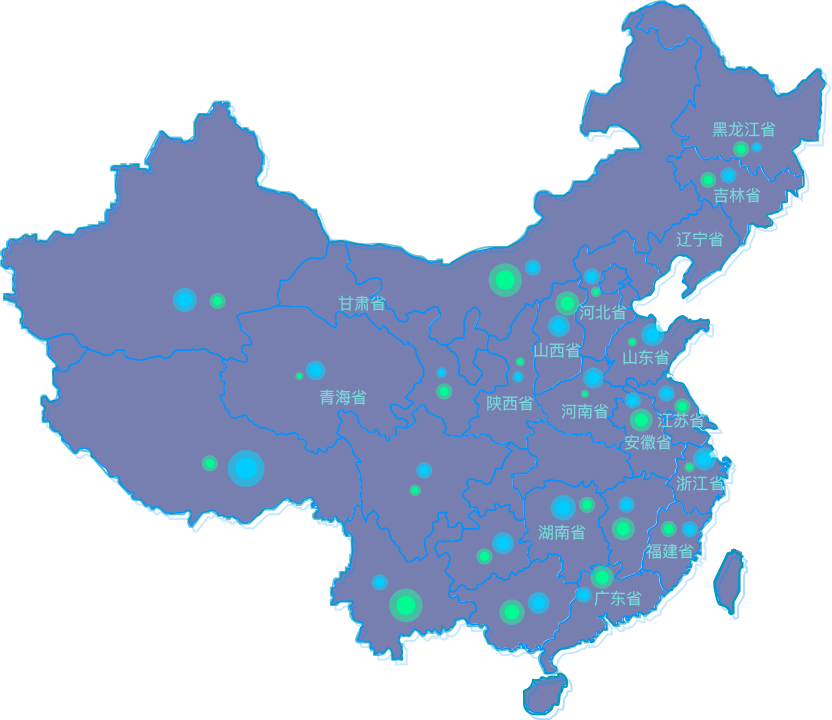 黑龙江省
吉林省
辽宁省
甘肃省
河北省
山西省
山东省
青海省
陕西省
河南省
江苏省
安徽省
浙江省
湖南省
福建省
广东省